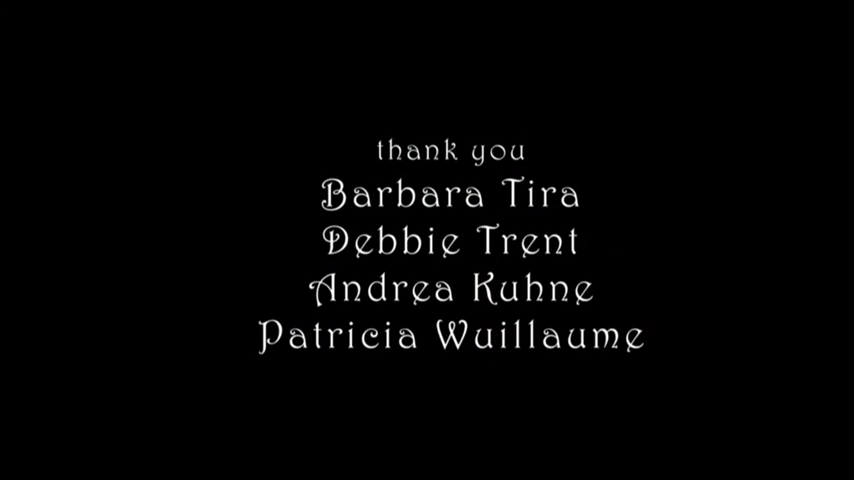 thank you
Barbara Tira
Debbie Trent
Andrea Kuhne
Patricia Wuillaume